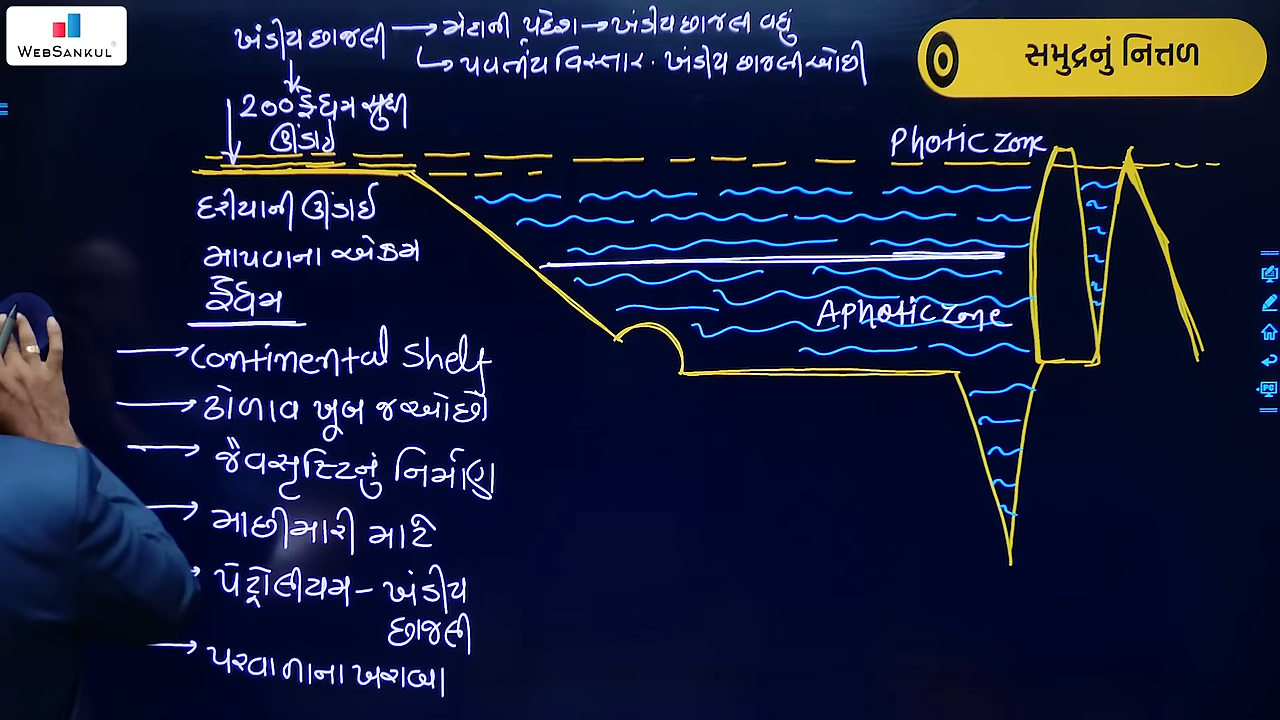 WEBSANKUL
સમુદ્રનું નિત્તળ
ખંડીય છાજલી → મેદાની પ્રદેશ → ખંડીય છાજલી વધુ
↳ પર્વતીય વિસ્તાર. ખંડીય છાજલી ઓછી
200 ફેધમ સુધી
ઊંડાઈ
Photic zone
દરીયાની ઊંડાઈ
માપવાના એકમ
ફેધમ
Aphotic zone
→ Continental Shelf
→ ઢોળાવ ખૂબ જ ઓછો
→ જૈવસૃષ્ટિનું નિર્માણ
→ માછીમારી માટે
→ પેટ્રોલીયમ – ખંડીય
છાજલી
→ પરવાળાના ખરાબા